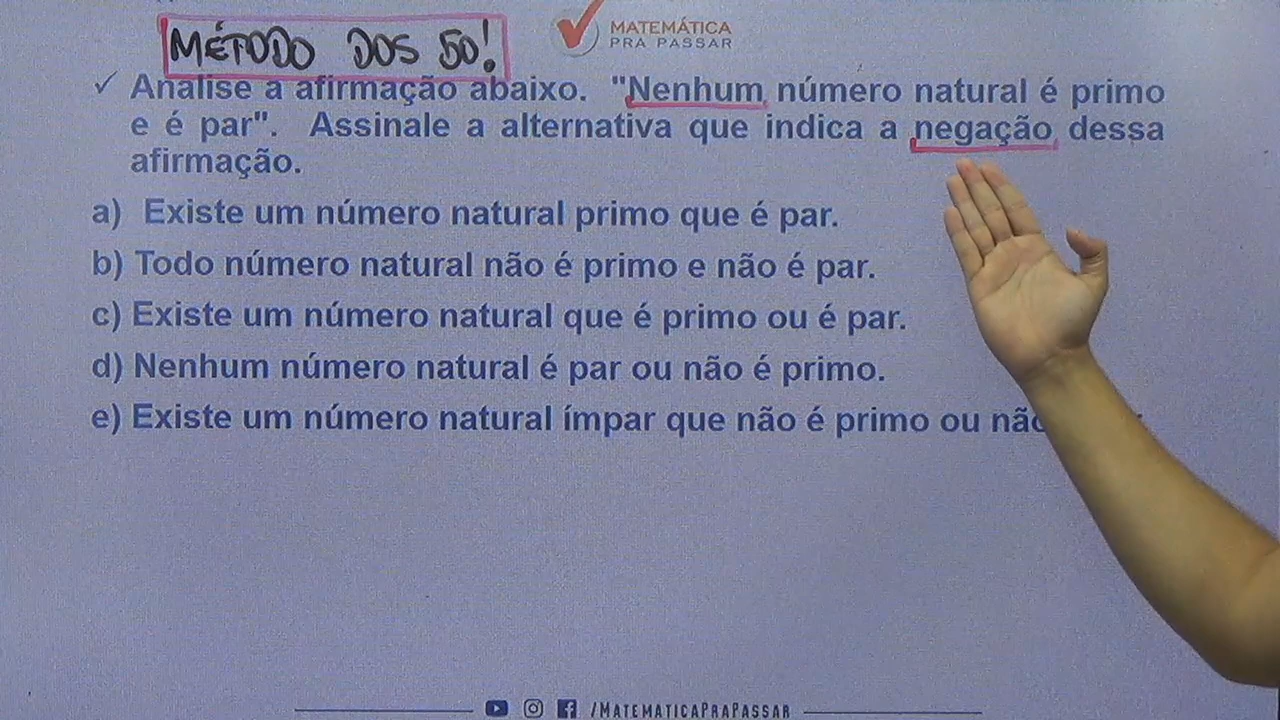 MÉTODO DOS 50!
MATEMÁTICA
PRA PASSAR
✓ Analise a afirmação abaixo. "Nenhum número natural é primo
e é par". Assinale a alternativa que indica a negação dessa
afirmação.
a) Existe um número natural primo que é par.
b) Todo número natural não é primo e não é par.
c) Existe um número natural que é primo ou é par.
d) Nenhum número natural é par ou não é primo.
e) Existe um número natural ímpar que não é primo ou
/MATEMATICAPRAPASSAR